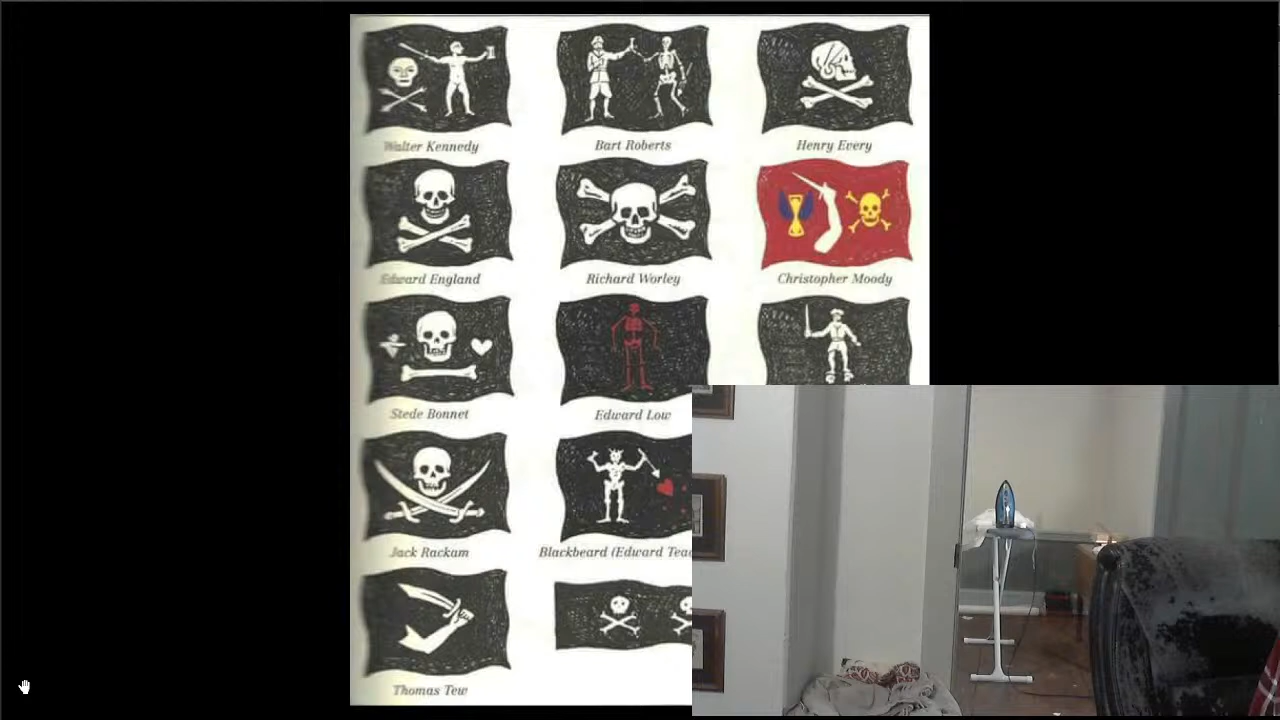 Walter Kennedy
Bart Roberts
Henry Every
Edward England
Richard Worley
Christopher Moody
Stede Bonnet
Edward Low
Jack Rackam
Blackbeard (Edward Teac
Thomas Tew